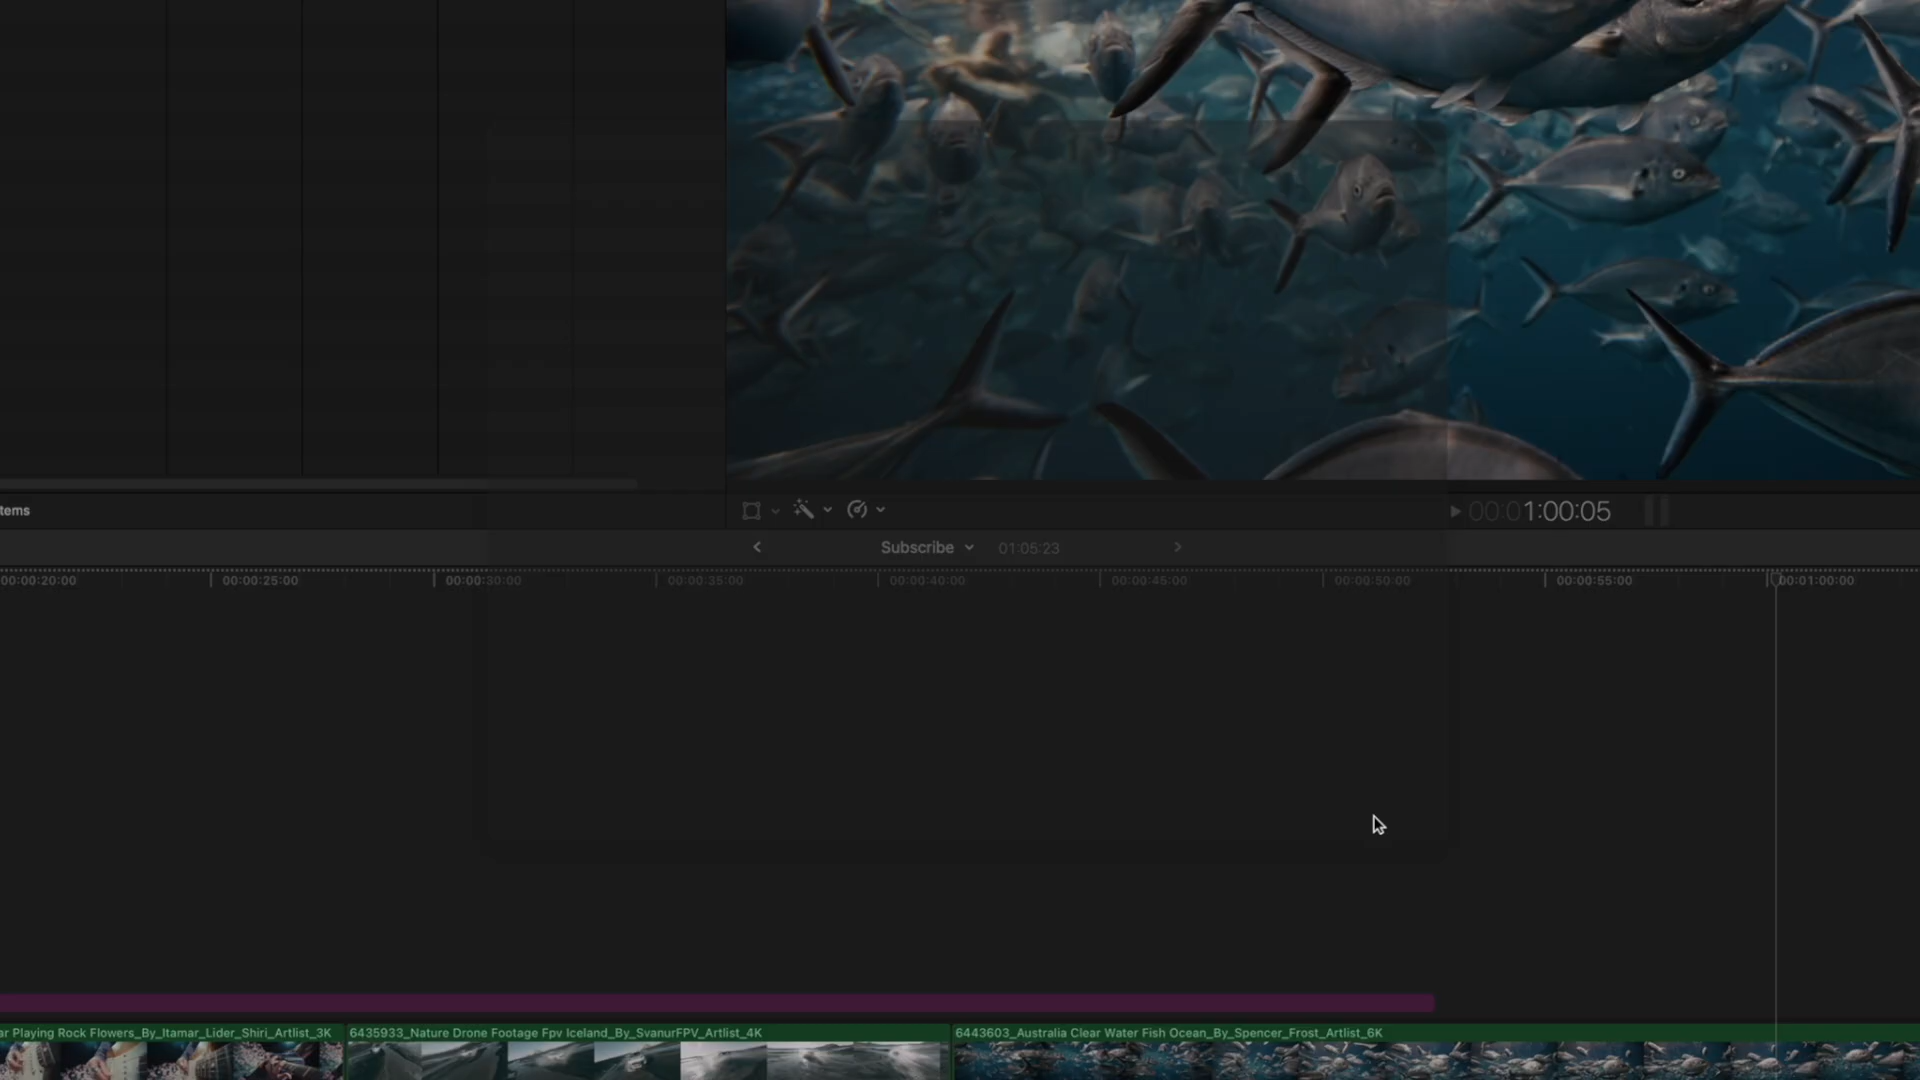 tems
00:01:00:05
Subscribe
01:05:23
00:00:20:00
00:00:25:00
00:00:30:00
00:00:35:00
00:00:40:00
00:00:45:00
00:00:50:00
00:00:55:00
00:01:00:00
ar Playing Rock Flowers_By_Itamar_Lider_Shiri_Artlist_3K
6435933_Nature Drone Footage Fpv Iceland_By_SvanurFPV_Artlist_4K
6443603_Australia Clear Water Fish Ocean_By_Spencer_Frost_Artlist_6K